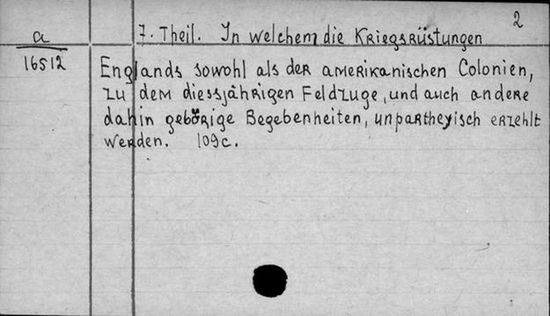 2
a
16512
7. Theil. In welchem die Kriegsrüstungen
Englands sowohl als der amerikanischen Colonien,
zu dem diessjährigen Feldzuge, und auch andere
dahin gehörige Begebenheiten, unpartheyisch erzehlt
werden. 109c.